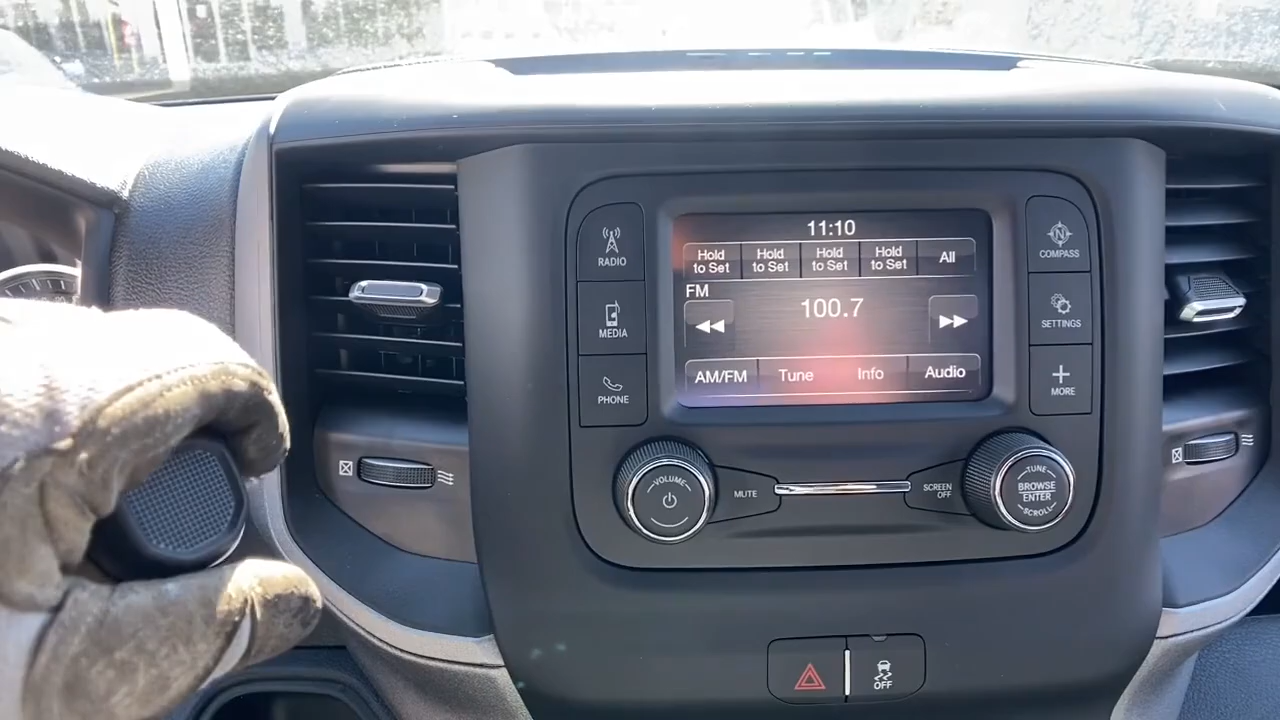 11:10
Hold to Set
Hold to Set
Hold to Set
Hold to Set
All
FM
100.7
AM/FM
Tune
Info
Audio
RADIO
MEDIA
PHONE
N
COMPASS
SETTINGS
MORE
VOLUME
MUTE
SCREEN
OFF
TUNE
BROWSE
ENTER
SCROLL
OFF